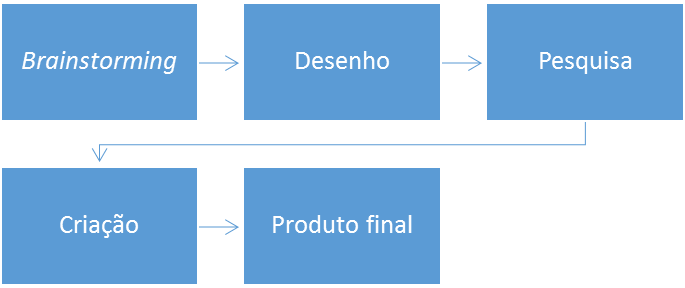 Brainstorming
Desenho
Pesquisa
Criação
Produto final